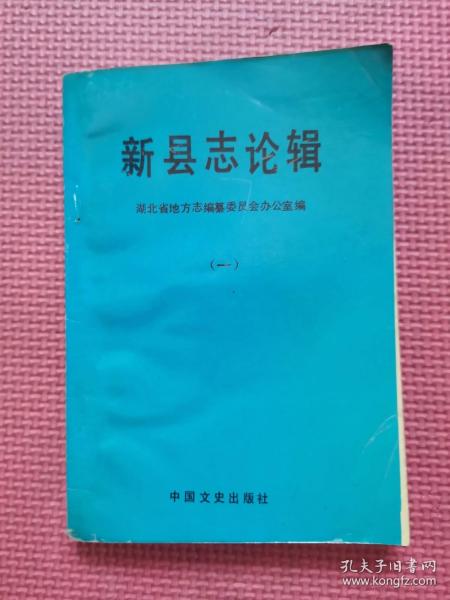 新县志论辑
湖北省地方志编纂委员会办公室编
（一）
中国文史出版社
孔夫子旧书网
www.kongfz.com